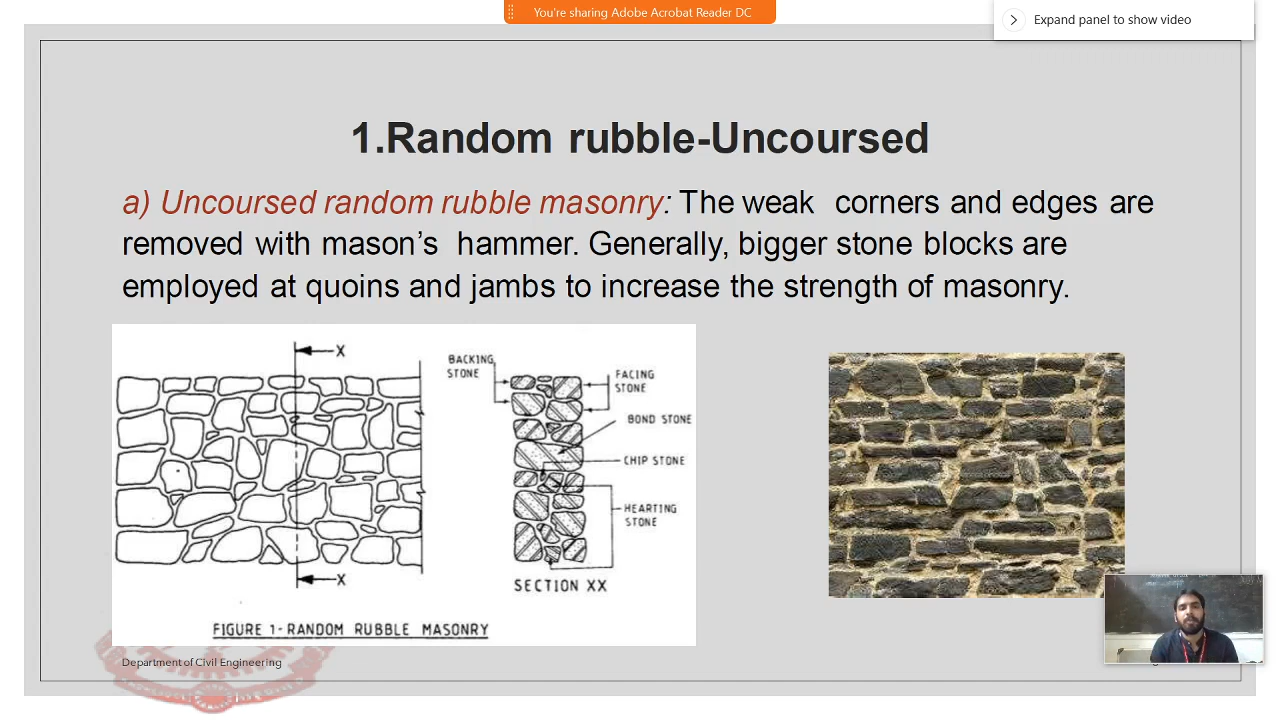 You're sharing Adobe Acrobat Reader DC
Expand panel to show video
1.Random rubble-Uncoursed
a) Uncoursed random rubble masonry: The weak corners and edges are
removed with mason’s hammer. Generally, bigger stone blocks are
employed at quoins and jambs to increase the strength of masonry.
X
BACKING
STONE
FACING
STONE
BOND STONE
CHIP STONE
HEARTING
STONE
X
SECTION XX
FIGURE 1-RANDOM RUBBLE MASONRY
Department of Civil Engineering